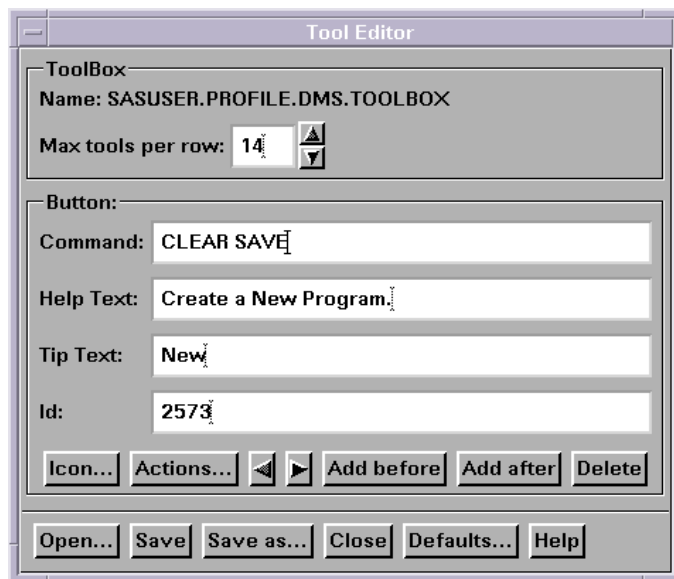 Tool Editor
ToolBox
Name: SASUSER.PROFILE.DMS.TOOLBOX
Max tools per row: 14
Button:
Command: CLEAR SAVE
Help Text: Create a New Program.
Tip Text: New
Id: 2573
Icon... Actions... Add before Add after Delete
Open... Save Save as... Close Defaults... Help